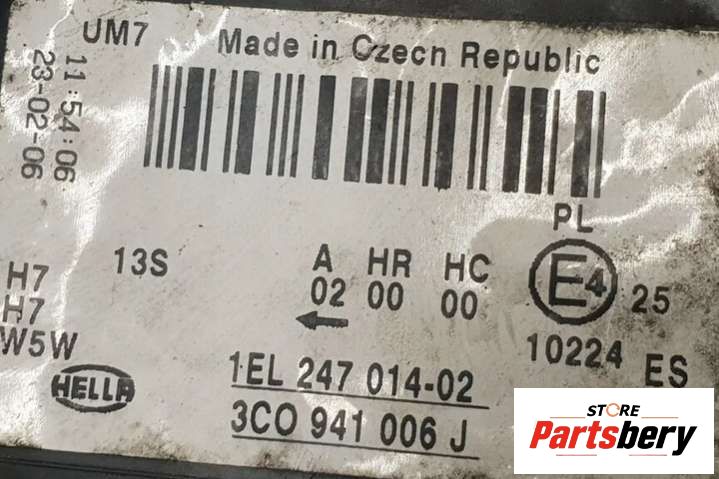 UM7
Made in Czech Republic
11:54:06
23-02-06
PL
13S
A HR HC
02 00 00
E4 25
H7
H7
W5W
10224 ES
HELLA
1EL 247 014-02
3C0 941 006 J
STORE
Partsbery